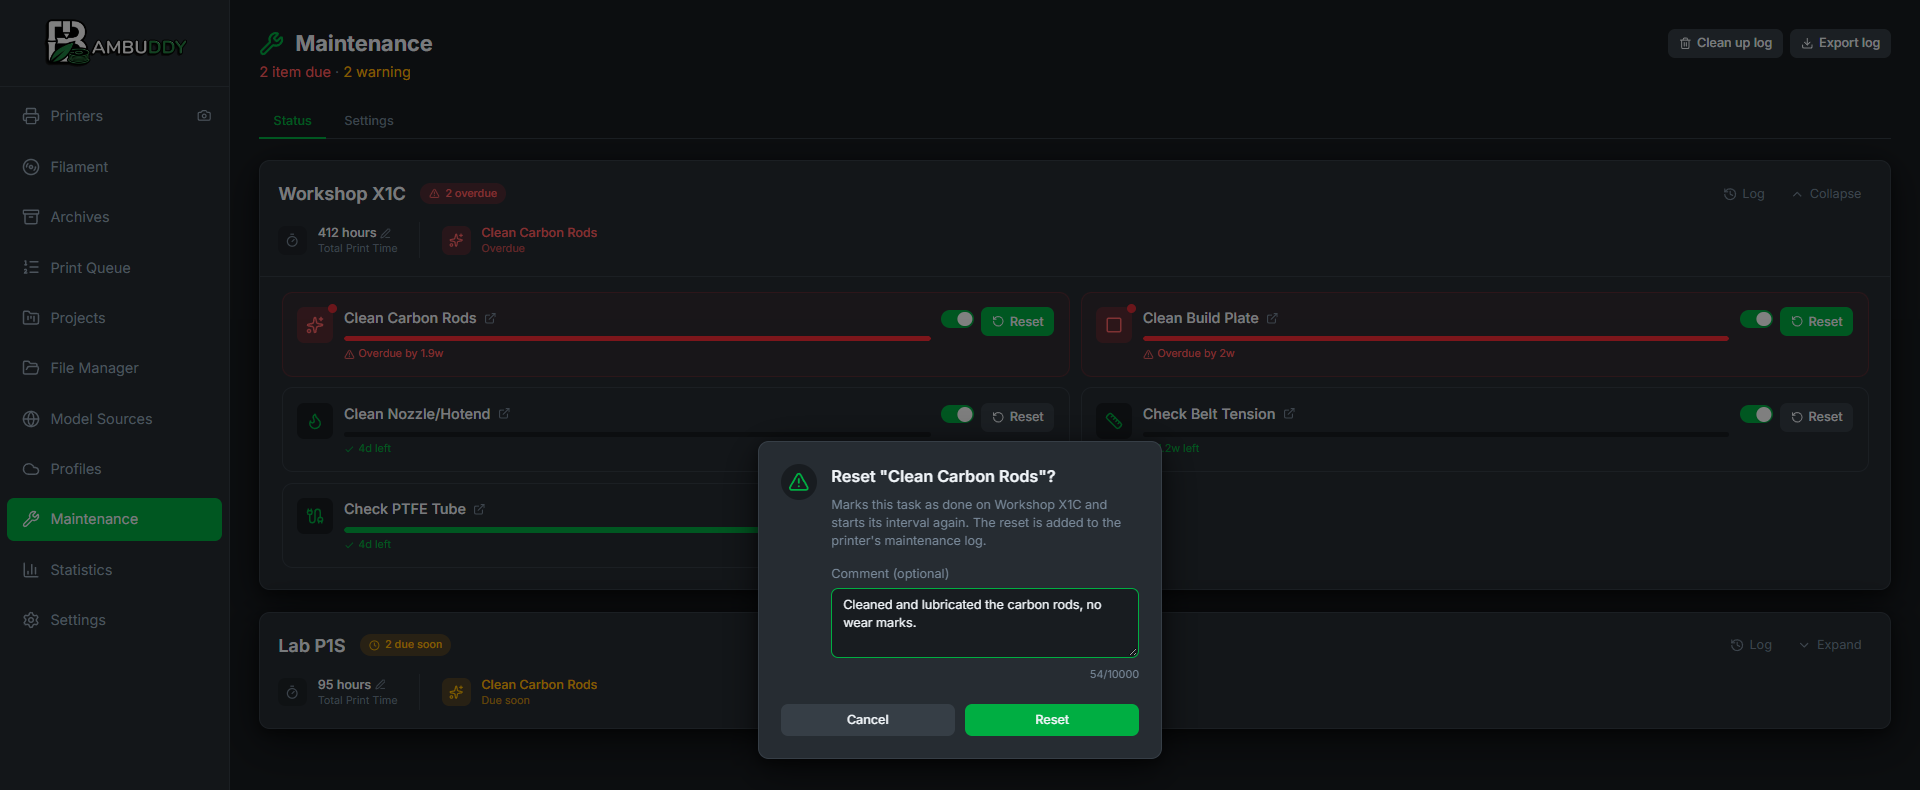 AMBUDDY
Printers
Filament
Archives
Print Queue
Projects
File Manager
Model Sources
Profiles
Maintenance
Statistics
Settings
Maintenance
2 item due · 2 warning
Clean up log
Export log
Status
Settings
Workshop X1C
2 overdue
Log
Collapse
412 hours
Total Print Time
Clean Carbon Rods
Overdue
Clean Carbon Rods
Reset
Overdue by 1.9w
Clean Build Plate
Reset
Overdue by 2w
Clean Nozzle/Hotend
Reset
4d left
Check Belt Tension
Reset
2w left
Check PTFE Tube
4d left
Reset "Clean Carbon Rods"?
Marks this task as done on Workshop X1C and
starts its interval again. The reset is added to the
printer's maintenance log.
Comment (optional)
Cleaned and lubricated the carbon rods, no
wear marks.
54/10000
Cancel
Reset
Lab P1S
2 due soon
Log
Expand
95 hours
Total Print Time
Clean Carbon Rods
Due soon